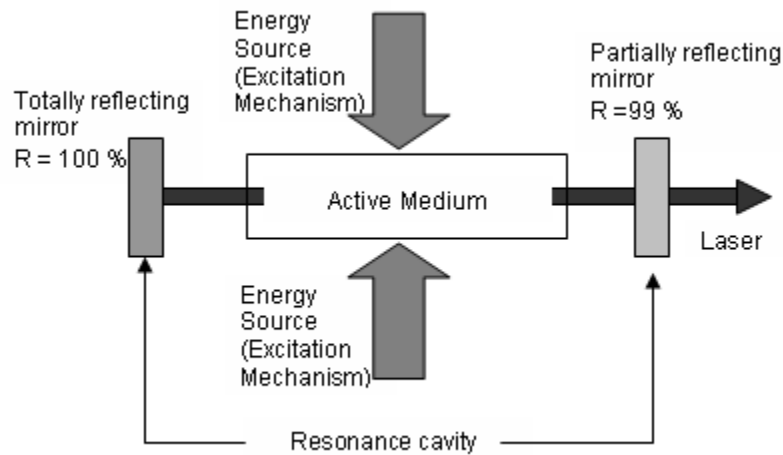 Energy
Source
(Excitation
Mechanism)
Partially reflecting
mirror
R =99 %
Totally reflecting
mirror
R = 100 %
Active Medium
Laser
Energy
Source
(Excitation
Mechanism)
Resonance cavity